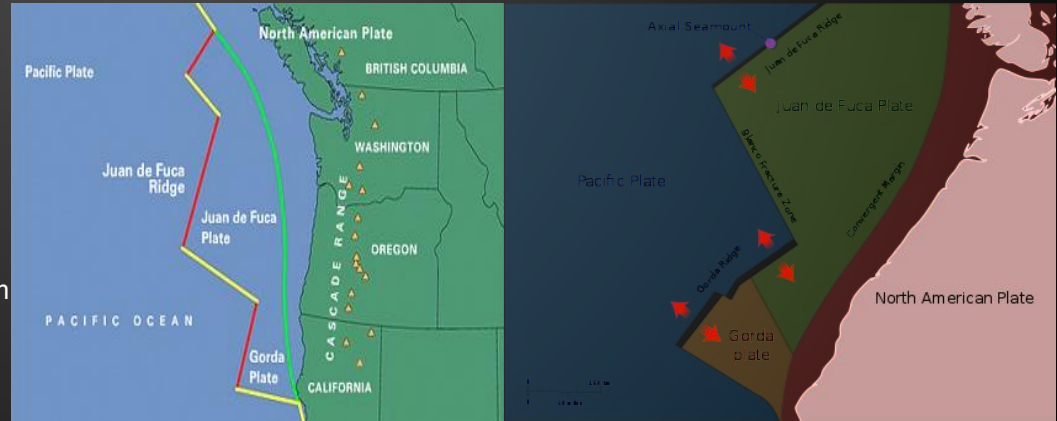 North American Plate
Pacific Plate
BRITISH COLUMBIA
WASHINGTON
Juan de Fuca
Ridge
Juan de Fuca
Plate
CASCADE RANGE
OREGON
n
PACIFIC OCEAN
Gorda
Plate
CALIFORNIA
Axial Seamount
Juan de Fuca Ridge
Juan de Fuca Plate
Blanco Fracture Zone
Pacific Plate
Convergent Margin
Gorda Ridge
North American Plate
Gorda
plate